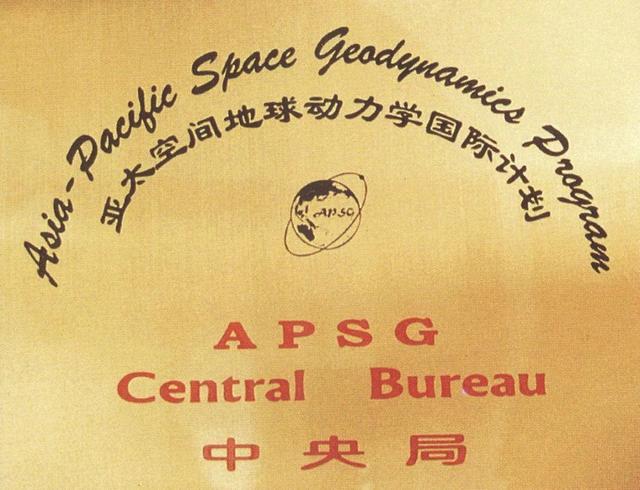 Asia-Pacific Space Geodynamics Program
亚太空间地球动力学国际计划
APSG
APSG
Central Bureau
中央局